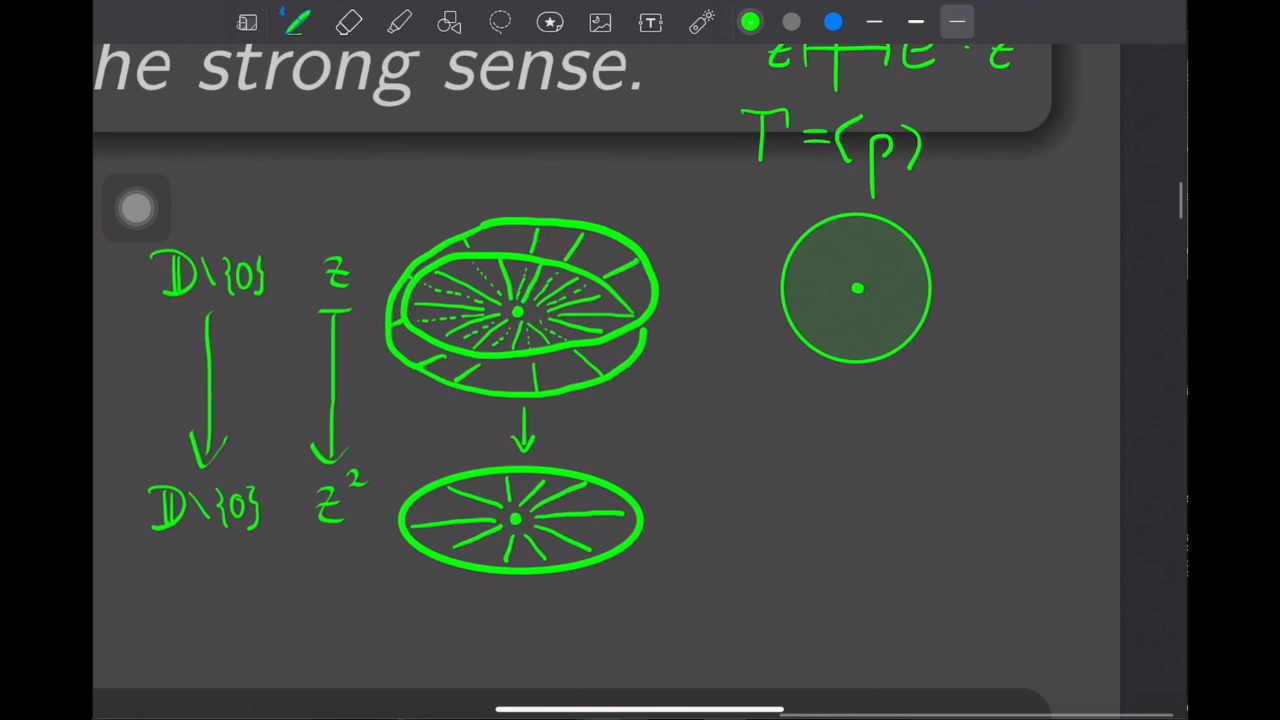 he strong sense.
T = (p)
𝔻\{0} z
𝔻\{0} z²